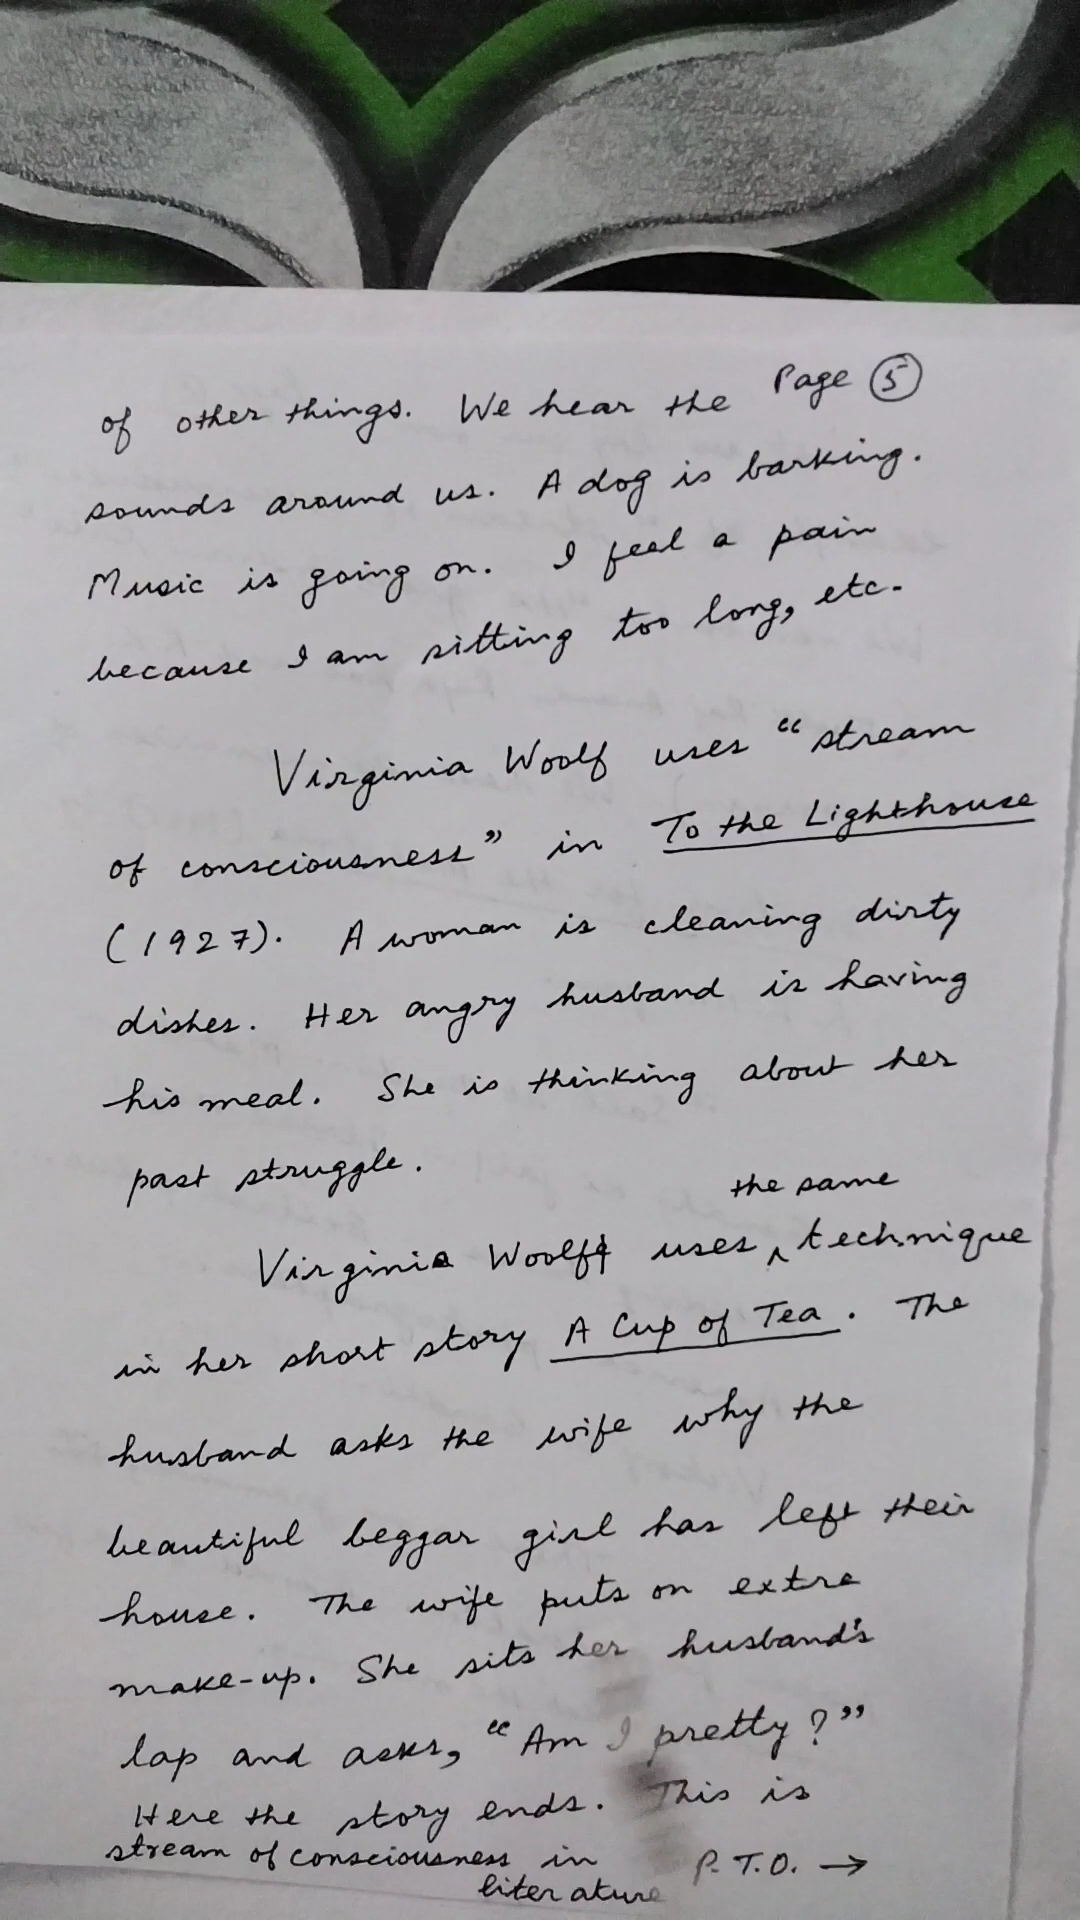 Page 5
of other things. We hear the
sounds around us. A dog is barking.
Music is going on. I feel a pain
because I am sitting too long, etc.
Virginia Woolf uses "stream
of consciousness" in To the Lighthouse
(1927). A woman is cleaning dirty
dishes. Her angry husband is having
his meal. She is thinking about her
past struggle.
the same
Virginia Woolf uses ^ technique
in her short story A Cup of Tea. The
husband asks the wife why the
beautiful beggar girl has left their
house. The wife puts on extra
make-up. She sits her husband's
lap and asks, "Am I pretty?"
Here the story ends. This is
stream of consciousness in
literature
P.T.O. →